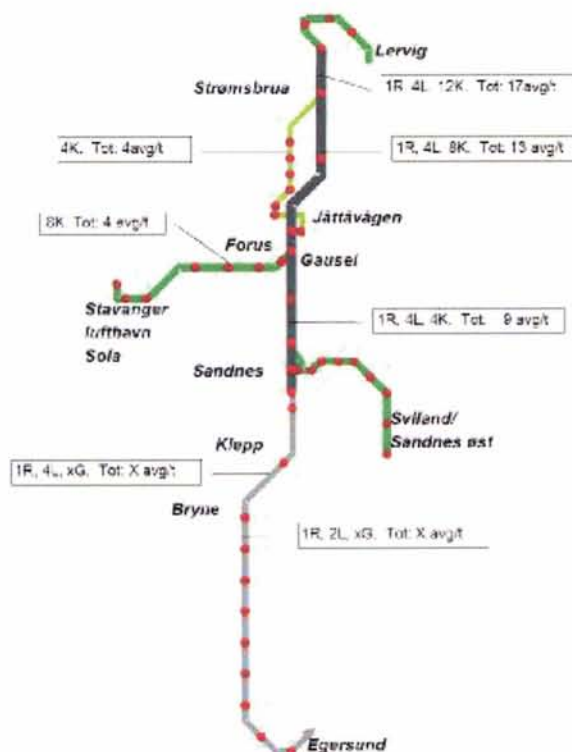 Lervig
1R, 4L, 12K. Tot: 17avg/t
Strømsbrua
4K. Tot: 4avg/t
1R, 4L, 8K. Tot: 13 avg/t
Jåttåvågen
8K. Tot: 4 avg/t
Forus
Gausel
Stavanger
lufthavn
Sola
1R, 4L, 4K. Tot: 9 avg/t
Sandnes
Sviland/
Sandnes øst
Klepp
1R, 4L, xG. Tot: X avg/t
Bryne
1R, 2L, xG. Tot: X avg/t
Egersund